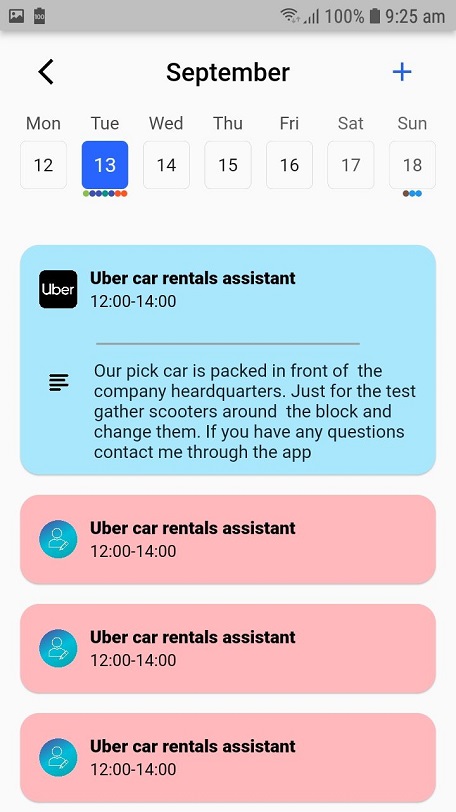 100 100% 9:25 am
September +
Mon Tue Wed Thu Fri Sat Sun
12 13 14 15 16 17 18
Uber Uber car rentals assistant
12:00-14:00
Our pick car is packed in front of  the
company heardquarters. Just for the test
gather scooters around  the block and
change them. If you have any questions
contact me through the app
Uber car rentals assistant
12:00-14:00
Uber car rentals assistant
12:00-14:00
Uber car rentals assistant
12:00-14:00